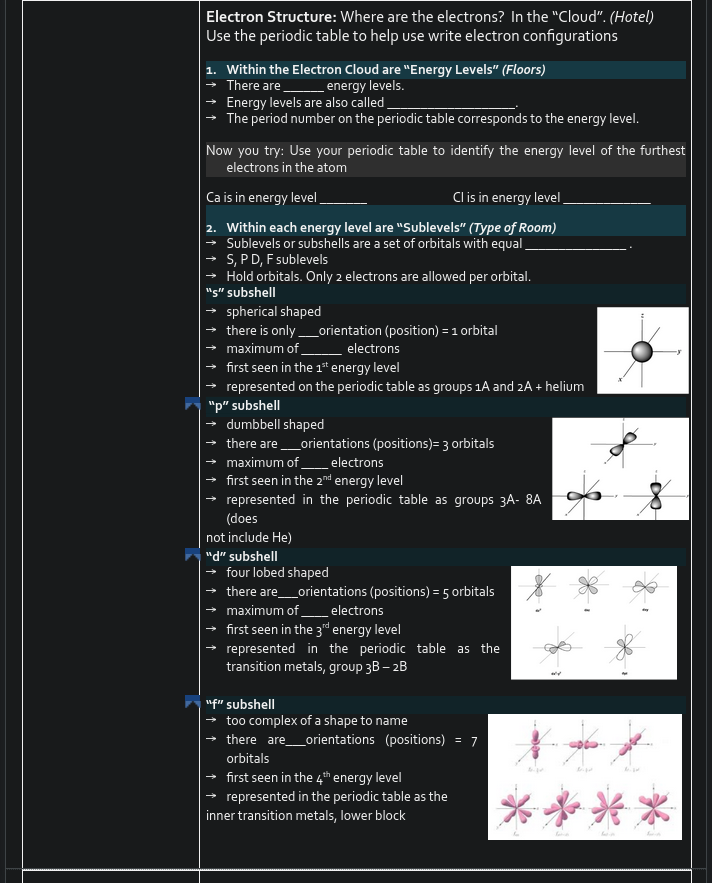 Electron Structure: Where are the electrons? In the “Cloud”. (Hotel)
Use the periodic table to help use write electron configurations
1. Within the Electron Cloud are “Energy Levels” (Floors)
→ There are ______ energy levels.
→ Energy levels are also called ___________________.
→ The period number on the periodic table corresponds to the energy level.
Now you try: Use your periodic table to identify the energy level of the furthest
electrons in the atom
Ca is in energy level _______ Cl is in energy level _____________
2. Within each energy level are “Sublevels” (Type of Room)
→ Sublevels or subshells are a set of orbitals with equal _______________ .
→ S, P D, F sublevels
→ Hold orbitals. Only 2 electrons are allowed per orbital.
“s” subshell
→ spherical shaped
→ there is only ___orientation (position) = 1 orbital
→ maximum of ______ electrons
→ first seen in the 1st energy level
→ represented on the periodic table as groups 1A and 2A + helium
z
y
x
“p” subshell
→ dumbbell shaped
→ there are ___orientations (positions)= 3 orbitals
→ maximum of ____ electrons
→ first seen in the 2nd energy level
→ represented in the periodic table as groups 3A- 8A
(does
not include He)
“d” subshell
→ four lobed shaped
→ there are___orientations (positions) = 5 orbitals
→ maximum of ____ electrons
→ first seen in the 3rd energy level
→ represented in the periodic table as the
transition metals, group 3B – 2B
“f” subshell
→ too complex of a shape to name
→ there are___orientations (positions) = 7
orbitals
→ first seen in the 4th energy level
→ represented in the periodic table as the
inner transition metals, lower block